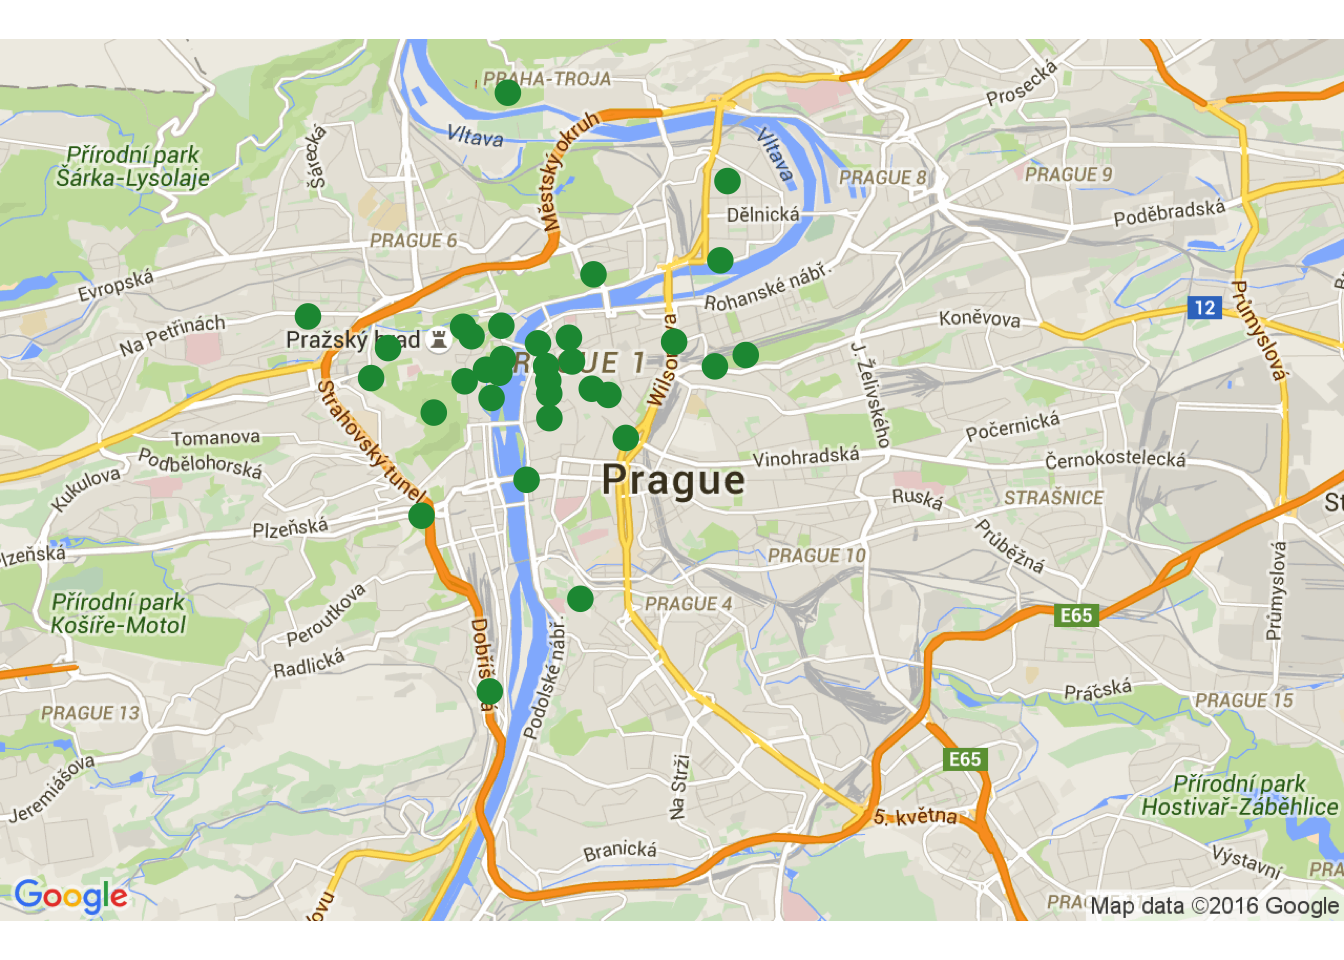 PRAHA-TROJA
Prosecká
Vltava
Městský okruh
Vltava
Šárecká
Přírodní park
Šárka-Lysolaje
PRAGUE 8
PRAGUE 9
Dělnická
Poděbradská
PRAGUE 6
Evropská
Rohanské nábř.
12
Průmyslová
Na Petřinách
Koněvova
Pražský
Wilsonova
J. Želivského
Strahovský tunel
Tomanova
Počernická
Podbělohorská
Vinohradská
Černokostelecká
Kukulova
Prague
Ruská
STRAŠNICE
Plzeňská
Plzeňská
Průběžná
PRAGUE 10
Průmyslová
Přírodní park
Košíře-Motol
Peroutkova
PRAGUE 4
E65
Podolské nábř.
Radlická
Práčská
PRAGUE 15
PRAGUE 13
E65
Na Strži
Jeremiášova
Přírodní park
Hostivař-Záběhlice
5. května
Branická
Výstavní
Google
Map data ©2016 Google